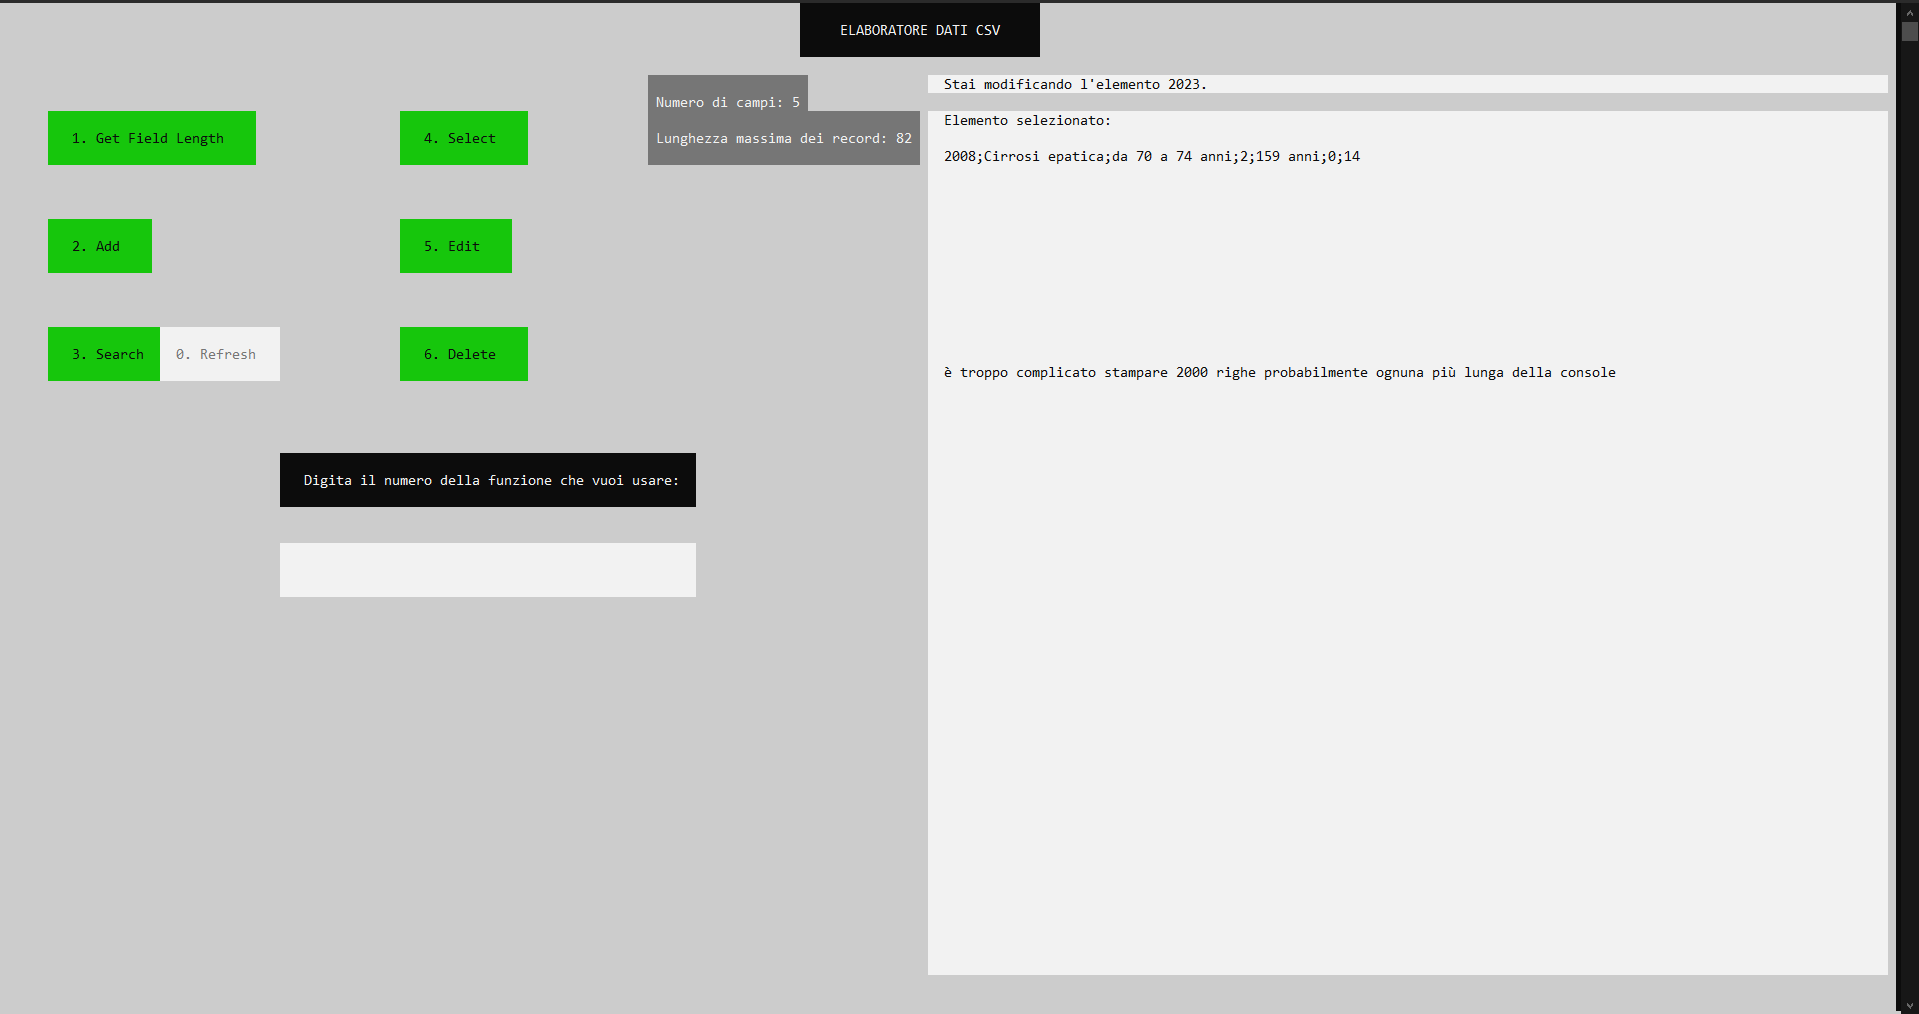 ELABORATORE DATI CSV
Numero di campi: 5
Lunghezza massima dei record: 82
1. Get Field Length
4. Select
2. Add
5. Edit
3. Search
0. Refresh
6. Delete
Digita il numero della funzione che vuoi usare:
Stai modificando l'elemento 2023.
Elemento selezionato:
2008;Cirrosi epatica;da 70 a 74 anni;2;159 anni;0;14
è troppo complicato stampare 2000 righe probabilmente ognuna più lunga della console